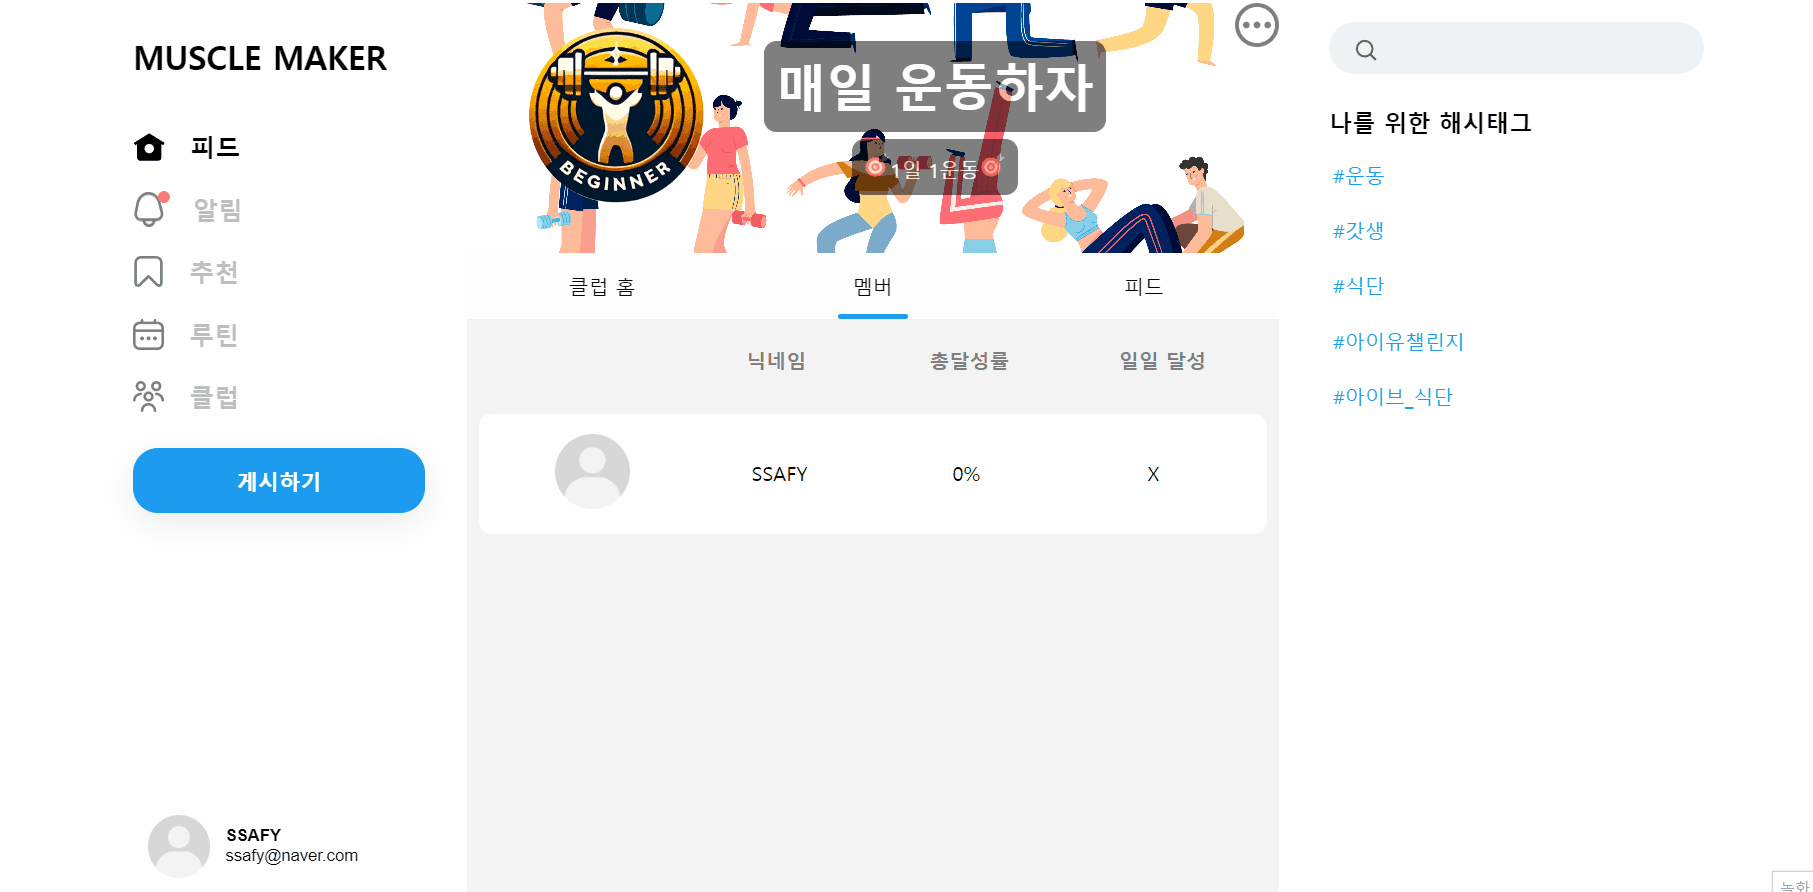 MUSCLE MAKER
피드
알림
추천
루틴
클럽
게시하기
SSAFY
ssafy@naver.com
BEGINNER
매일 운동하자
1일 1운동
클럽 홈
멤버
피드
닉네임
총달성률
일일 달성
SSAFY
0%
X
나를 위한 해시태그
#운동
#갓생
#식단
#아이유챌린지
#아이브_식단
녹화